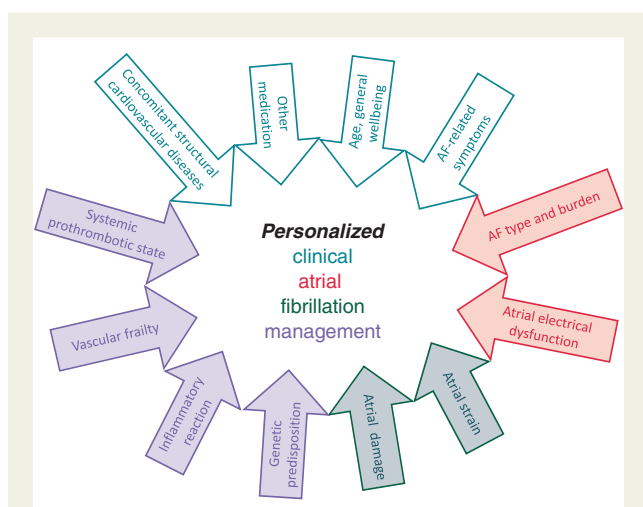 Concomitant structural
cardiovascular diseases
Other
medication
Age, general
wellbeing
AF-related
symptoms
AF type and burden
Atrial electrical
dysfunction
Atrial strain
Atrial damage
Genetic
predisposition
Inflammatory
reaction
Vascular frailty
Systemic
prothrombotic state
Personalized
clinical
atrial
fibrillation
management